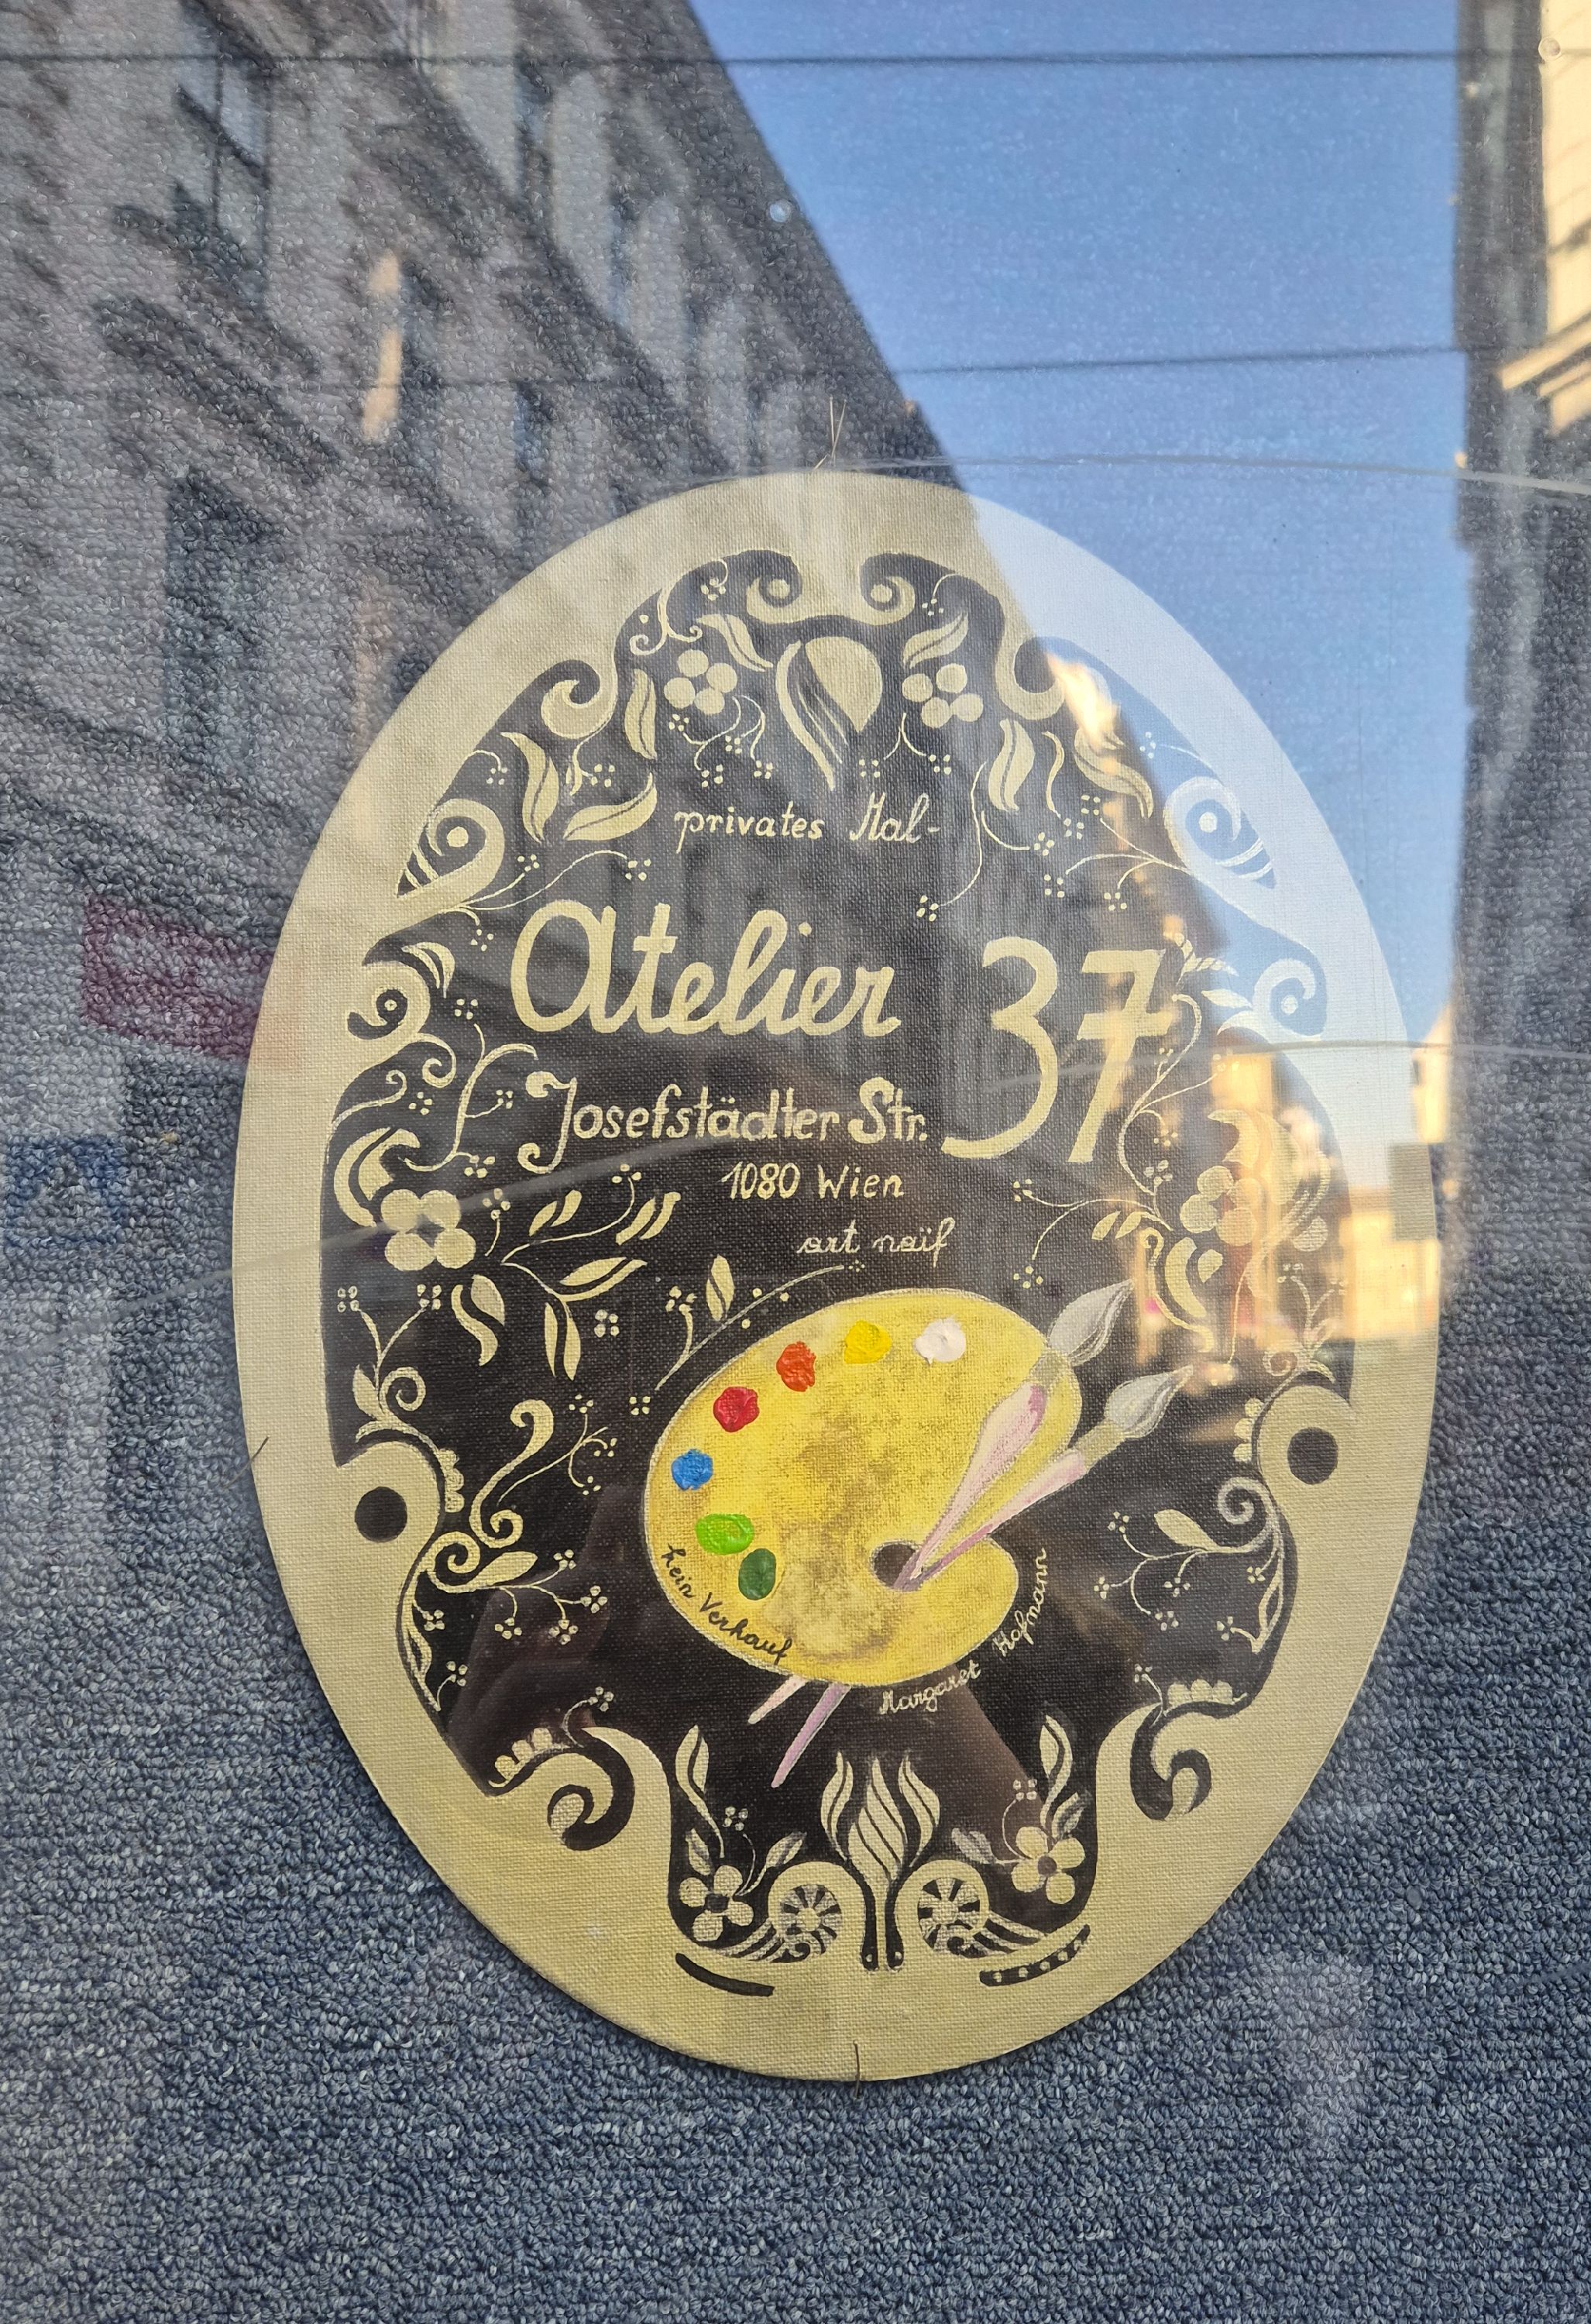 privates Mal-
Atelier 37
Josefstädter Str.
1080 Wien
art naïf
kein Verkauf
Margaret Hofmann